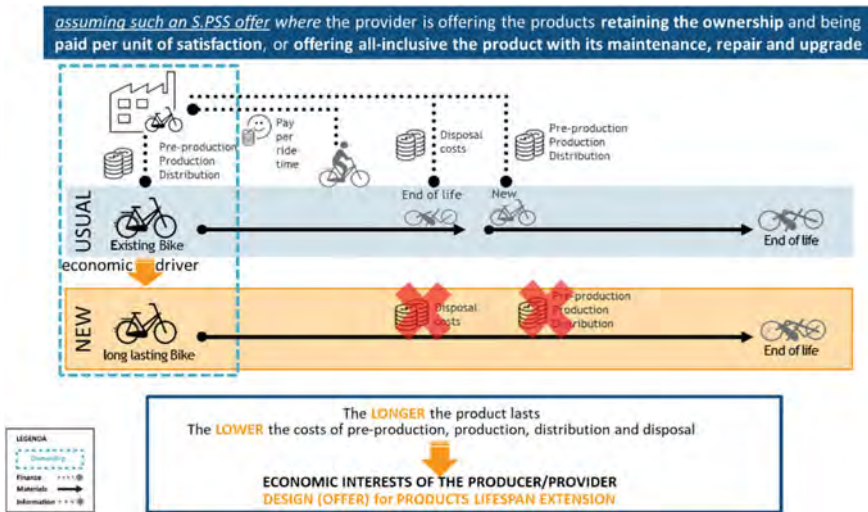 assuming such an S.PSS offer where the provider is offering the products retaining the ownership and being
paid per unit of satisfaction, or offering all-inclusive the product with its maintenance, repair and upgrade
Pre-production
Production
Distribution
Pay
per
ride-
time
Disposal
costs
Pre-production
Production
Distribution
USUAL
Existing Bike
End of life
New
End of life
economic driver
NEW
long lasting Bike
Disposal
costs
Pre-production
Production
Distribution
End of life
The LONGER the product lasts
The LOWER the costs of pre-production, production, distribution and disposal
ECONOMIC INTERESTS OF THE PRODUCER/PROVIDER
DESIGN (OFFER) for PRODUCTS LIFESPAN EXTENSION
LEGENDA
Finance
Materials
Information